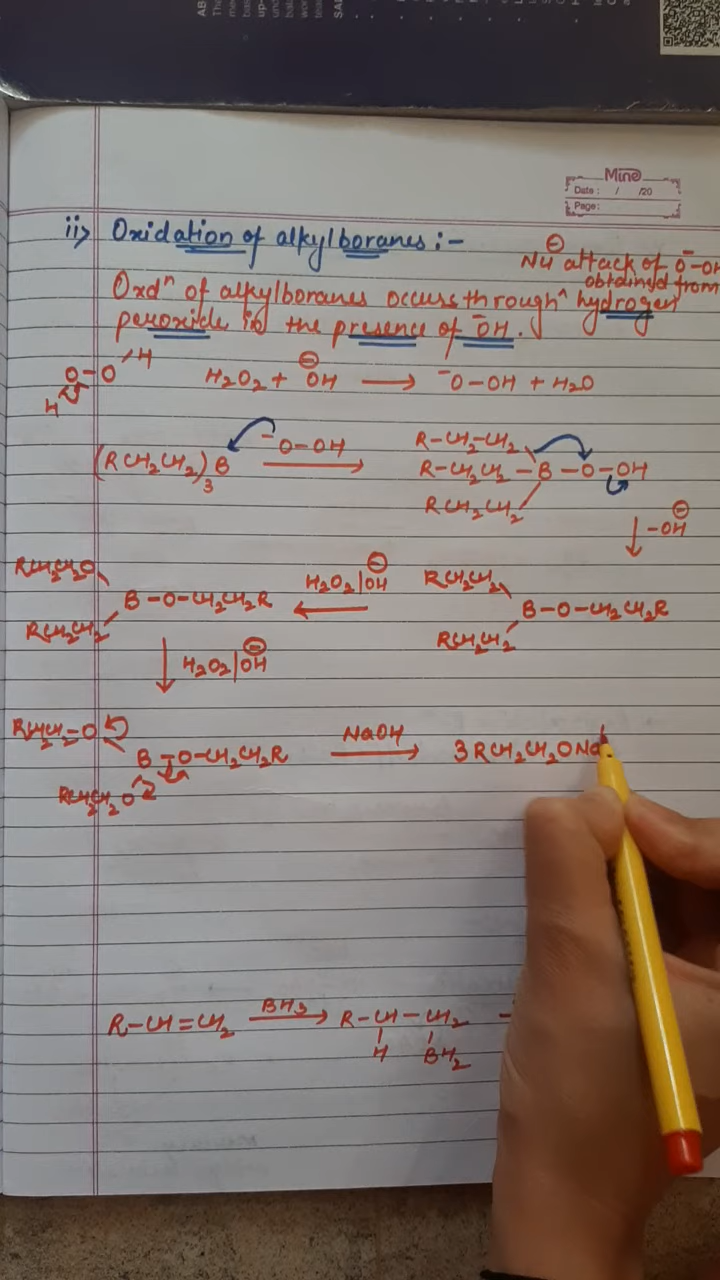 Mine
Date : / /20
Page:
ii> Oxidation of alkylboranes :-
Nu⊖ attack of ⁻O-OH
obtained from
Oxdⁿ of alkylboranes occurs through ^ hydrogen
peroxide in the presence of ⁻OH.
O-O H
H
H₂O₂ + ⊖OH ⟶ ⁻O-OH + H₂O
(RCH₂CH₂)₃B ⁻O-OH ⟶
R-CH₂-CH₂
R-CH₂CH₂ - B - O - OH
RCH₂CH₂
↓ -OH⊖
RCH₂CH₂O
B-O-CH₂CH₂R
RCH₂CH₂
H₂O₂|OH⊖ ⟵
RCH₂CH₂
B-O-CH₂CH₂R
RCH₂CH₂
↓ H₂O₂|OH⊖
RCH₂CH₂-O
B-O-CH₂CH₂R NaOH ⟶ 3RCH₂CH₂ONa
RCH₂CH₂O
R-CH=CH₂ BH₃ ⟶ R-CH-CH₂
H BH₂